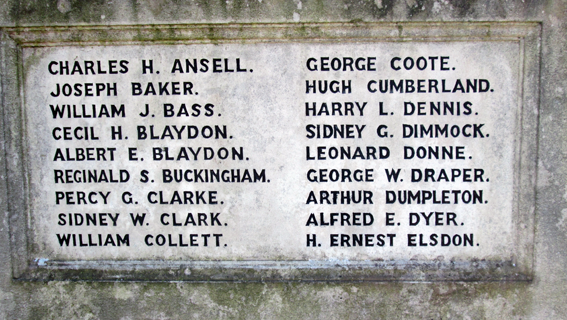 CHARLES H. ANSELL.
JOSEPH BAKER.
WILLIAM J. BASS.
CECIL H. BLAYDON.
ALBERT E. BLAYDON.
REGINALD S. BUCKINGHAM.
PERCY G. CLARKE.
SIDNEY W. CLARK.
WILLIAM COLLETT.
GEORGE COOTE.
HUGH CUMBERLAND.
HARRY L. DENNIS.
SIDNEY G. DIMMOCK.
LEONARD DONNE.
GEORGE W. DRAPER.
ARTHUR DUMPLETON.
ALFRED E. DYER.
H. ERNEST ELSDON.